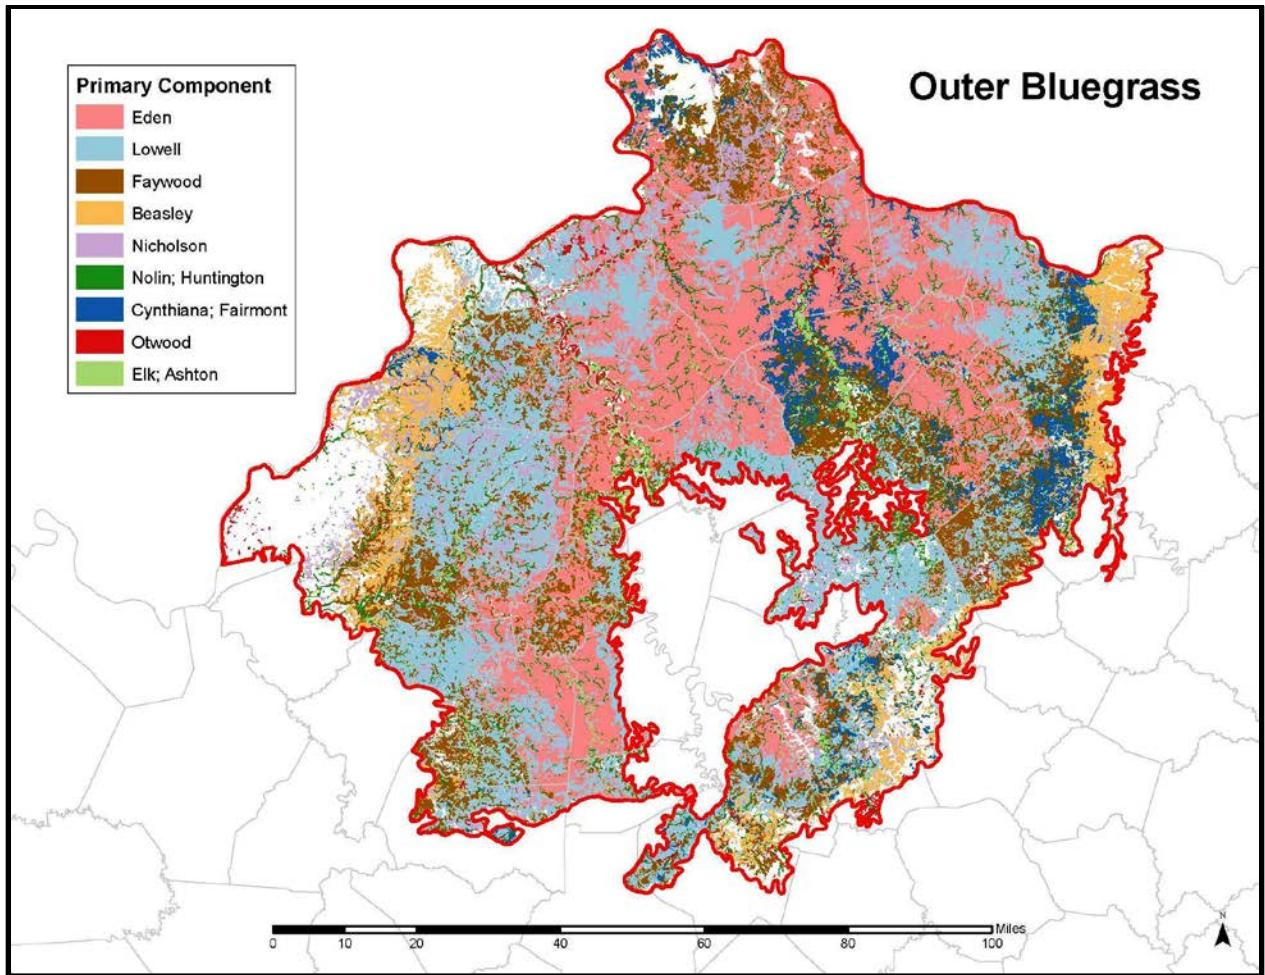 Outer Bluegrass
Primary Component
Eden
Lowell
Faywood
Beasley
Nicholson
Nolin; Huntington
Cynthiana; Fairmont
Otwood
Elk; Ashton
N
Miles
0 10 20 40 60 80 100